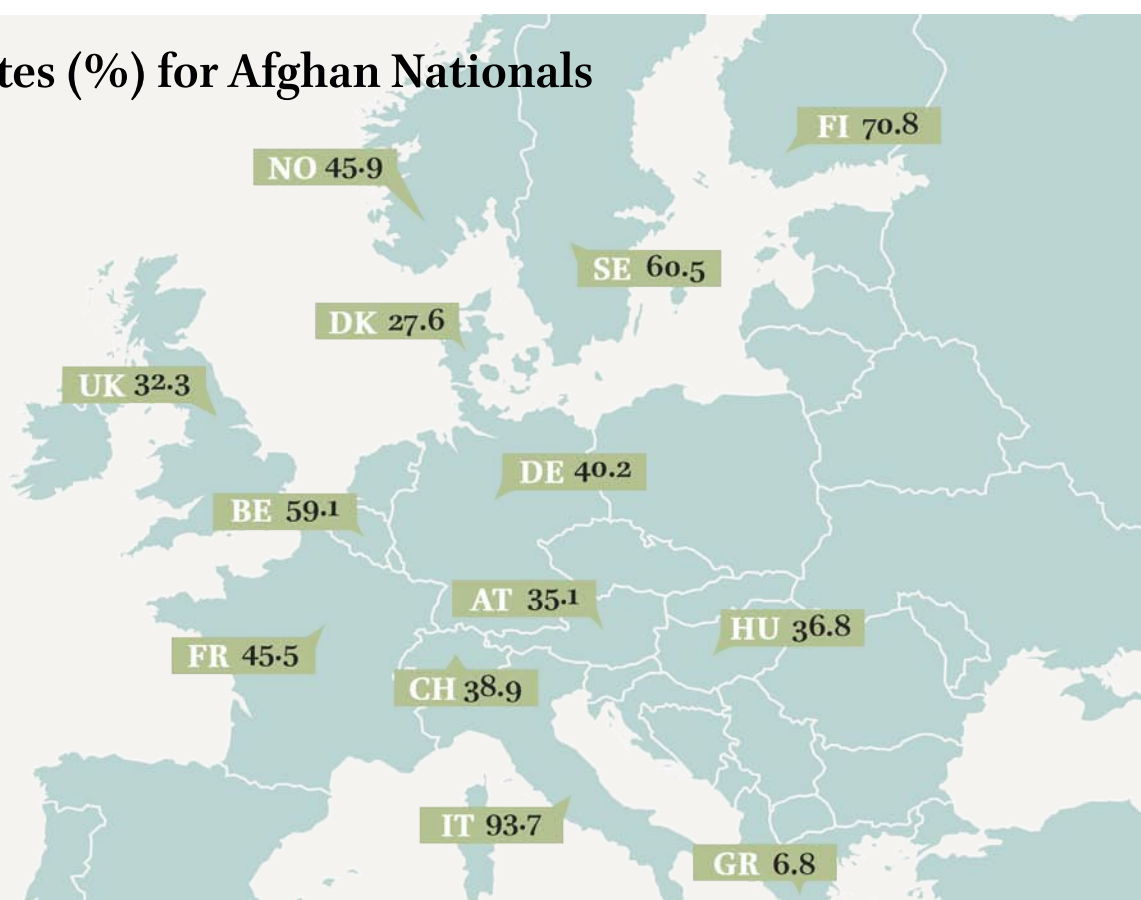 tes (%) for Afghan Nationals
FI 70.8
NO 45.9
SE 60.5
DK 27.6
UK 32.3
DE 40.2
BE 59.1
AT 35.1
HU 36.8
FR 45.5
CH 38.9
IT 93.7
GR 6.8